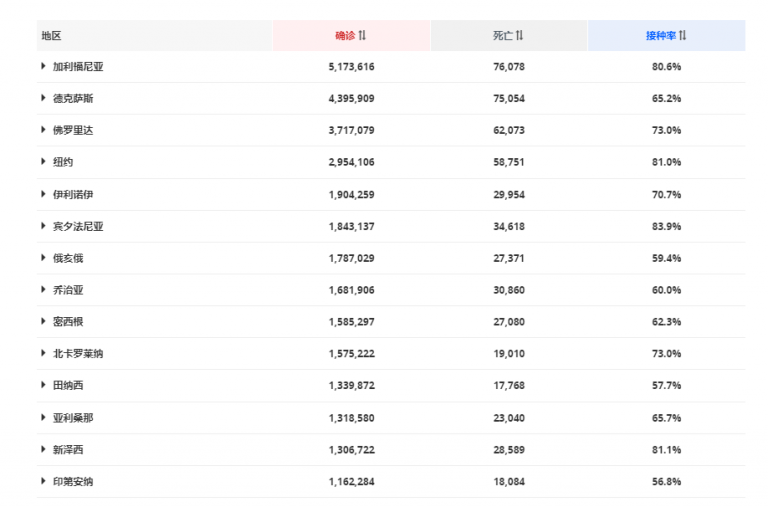 地区 确诊 死亡 接种率
加利福尼亚 5,173,616 76,078 80.6%
德克萨斯 4,395,909 75,054 65.2%
佛罗里达 3,717,079 62,073 73.0%
纽约 2,954,106 58,751 81.0%
伊利诺伊 1,904,259 29,954 70.7%
宾夕法尼亚 1,843,137 34,618 83.9%
俄亥俄 1,787,029 27,371 59.4%
乔治亚 1,681,906 30,860 60.0%
密西根 1,585,297 27,080 62.3%
北卡罗莱纳 1,575,222 19,010 73.0%
田纳西 1,339,872 17,768 57.7%
亚利桑那 1,318,580 23,040 65.7%
新泽西 1,306,722 28,589 81.1%
印第安纳 1,162,284 18,084 56.8%